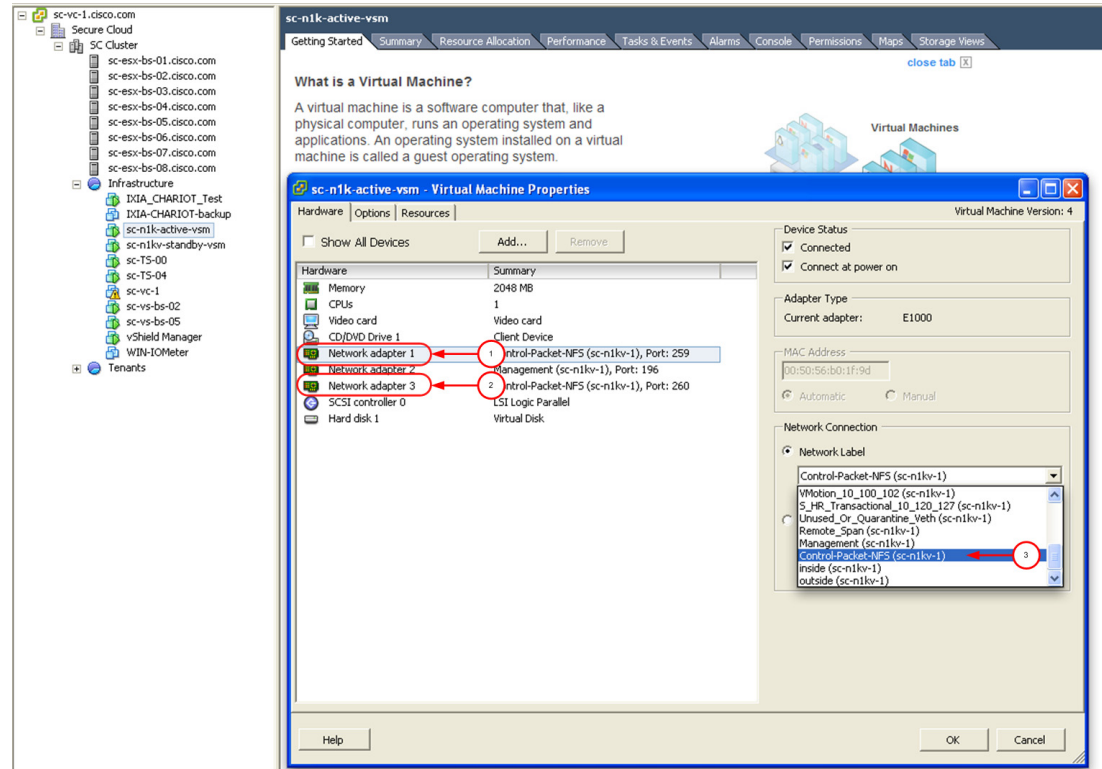 sc-vc-1.cisco.com
Secure Cloud
SC Cluster
sc-esx-bs-01.cisco.com
sc-esx-bs-02.cisco.com
sc-esx-bs-03.cisco.com
sc-esx-bs-04.cisco.com
sc-esx-bs-05.cisco.com
sc-esx-bs-06.cisco.com
sc-esx-bs-07.cisco.com
sc-esx-bs-08.cisco.com
Infrastructure
IXIA_CHARIOT_Test
IXIA-CHARIOT-backup
sc-n1k-active-vsm
sc-n1kv-standby-vsm
sc-TS-00
sc-TS-04
sc-vc-1
sc-vs-bs-02
sc-vs-bs-05
vShield Manager
WIN-IOMeter
Tenants
sc-n1k-active-vsm
Getting Started Summary Resource Allocation Performance Tasks & Events Alarms Console Permissions Maps Storage Views
close tab X
What is a Virtual Machine?
A virtual machine is a software computer that, like a
physical computer, runs an operating system and
applications. An operating system installed on a virtual
machine is called a guest operating system.
Virtual Machines
sc-n1k-active-vsm - Virtual Machine Properties
Hardware Options Resources
Virtual Machine Version: 4
Show All Devices Add... Remove
Hardware Summary
Memory 2048 MB
CPUs 1
Video card Video card
CD/DVD Drive 1 Client Device
Network adapter 1 1 ntrol-Packet-NFS (sc-n1kv-1), Port: 259
Network adapter 2 Management (sc-n1kv-1), Port: 196
Network adapter 3 2 ntrol-Packet-NFS (sc-n1kv-1), Port: 260
SCSI controller 0 LSI Logic Parallel
Hard disk 1 Virtual Disk
Device Status
Connected
Connect at power on
Adapter Type
Current adapter: E1000
MAC Address
00:50:56:b0:1f:9d
Automatic Manual
Network Connection
Network Label
Control-Packet-NFS (sc-n1kv-1)
VMotion_10_100_102 (sc-n1kv-1)
S_HR_Transactional_10_120_127 (sc-n1kv-1)
Unused_Or_Quarantine_Veth (sc-n1kv-1)
Remote_Span (sc-n1kv-1)
Management (sc-n1kv-1)
Control-Packet-NFS (sc-n1kv-1) 3
inside (sc-n1kv-1)
outside (sc-n1kv-1)
Help OK Cancel